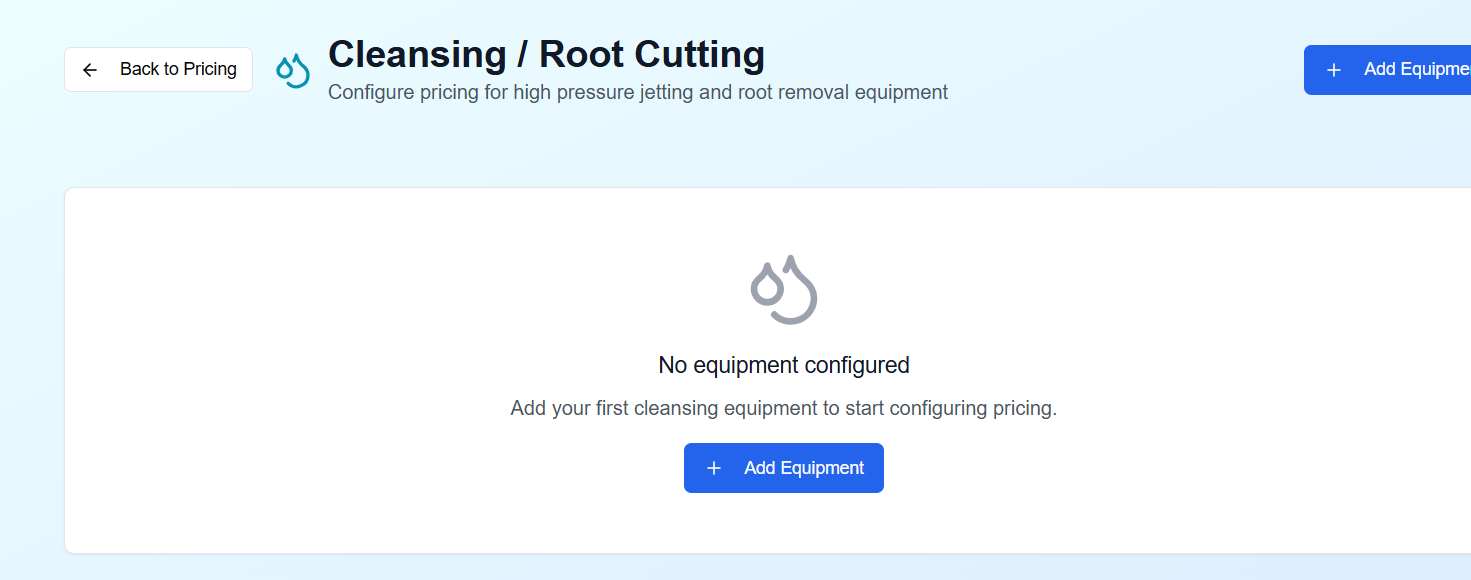 Back to Pricing
Cleansing / Root Cutting
Configure pricing for high pressure jetting and root removal equipment
Add Equipme
No equipment configured
Add your first cleansing equipment to start configuring pricing.
Add Equipment